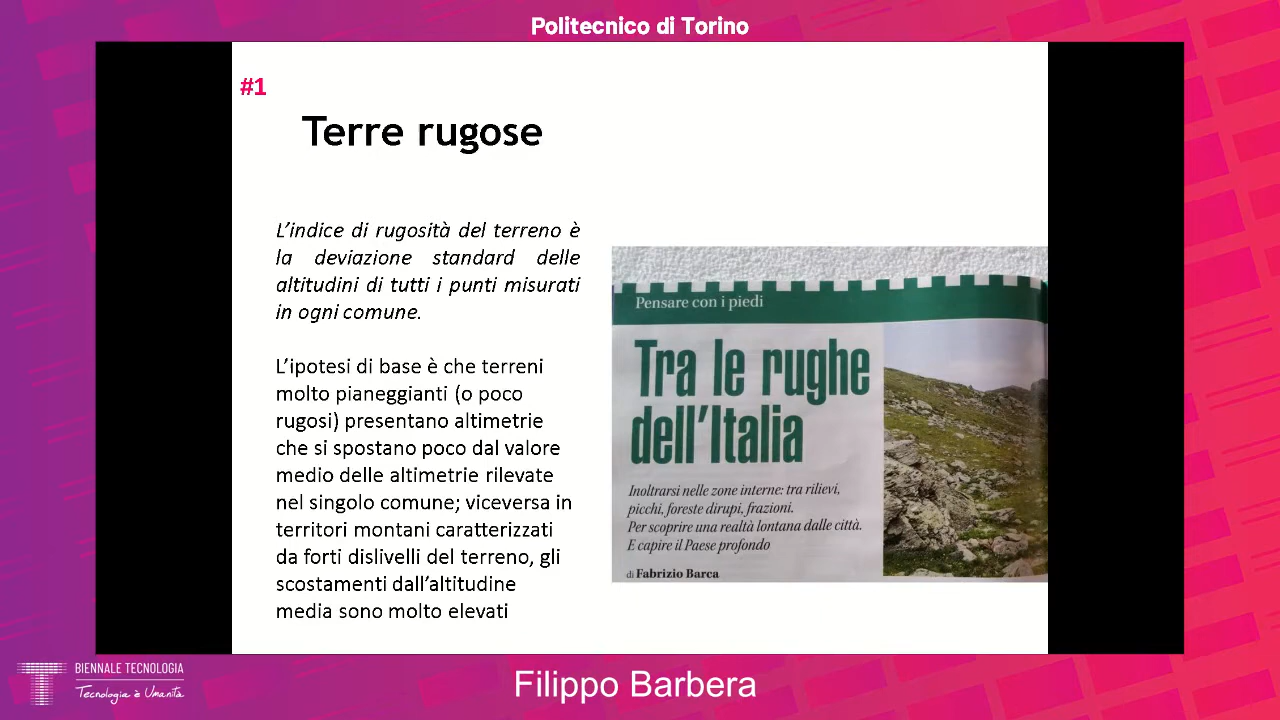 Politecnico di Torino
#1
Terre rugose
L'indice di rugosità del terreno è
la deviazione standard delle
altitudini di tutti i punti misurati
in ogni comune.
L'ipotesi di base è che terreni
molto pianeggianti (o poco
rugosi) presentano altimetrie
che si spostano poco dal valore
medio delle altimetrie rilevate
nel singolo comune; viceversa in
territori montani caratterizzati
da forti dislivelli del terreno, gli
scostamenti dall'altitudine
media sono molto elevati
Pensare con i piedi
Tra le rughe
dell'Italia
Inoltrarsi nelle zone interne: tra rilievi,
picchi, foreste dirupi, frazioni.
Per scoprire una realtà lontana dalle città.
E capire il Paese profondo
di Fabrizio Barca
BIENNALE TECNOLOGIA
Tecnologia è Umanità
Filippo Barbera